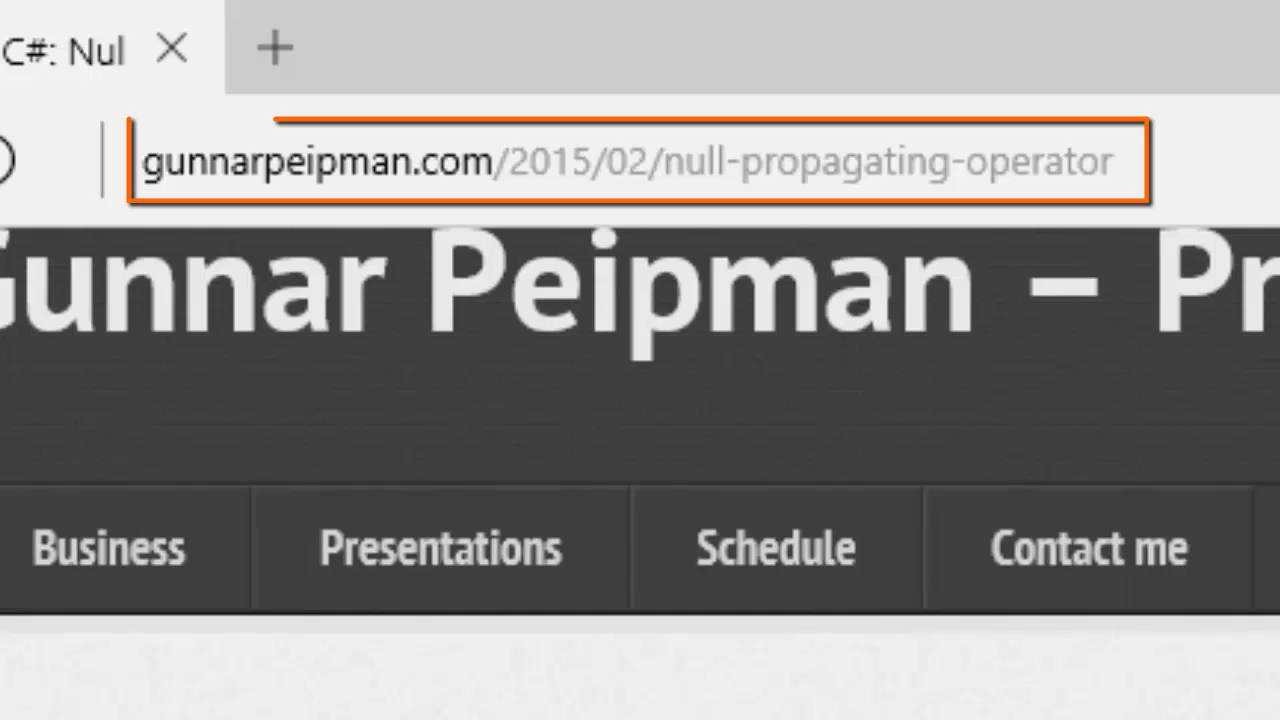 C#: Nul
gunnarpeipman.com/2015/02/null-propagating-operator
Gunnar Peipman - Pr
Business Presentations Schedule Contact me